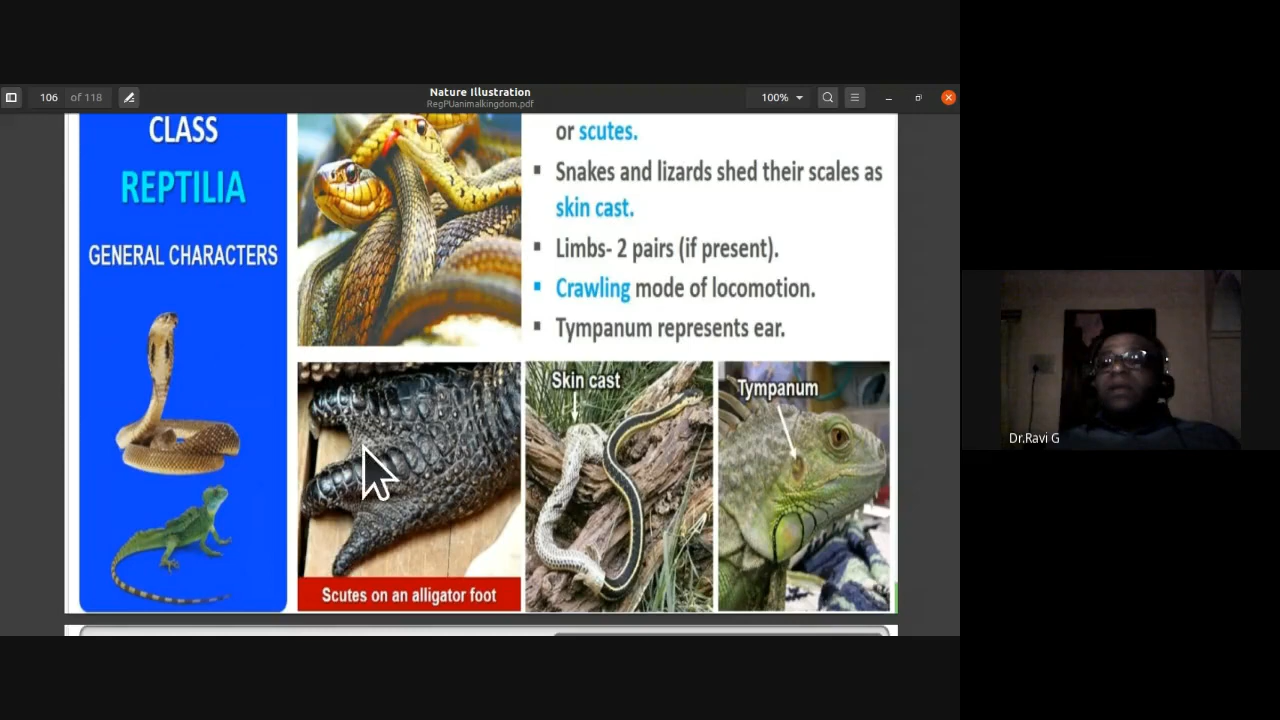 106 of 118
Nature Illustration
RegPUanimalkingdom.pdf
100%
CLASS
REPTILIA
GENERAL CHARACTERS
or scutes.
▪ Snakes and lizards shed their scales as
skin cast.
▪ Limbs- 2 pairs (if present).
▪ Crawling mode of locomotion.
▪ Tympanum represents ear.
Scutes on an alligator foot
Skin cast
Tympanum
Dr.Ravi G